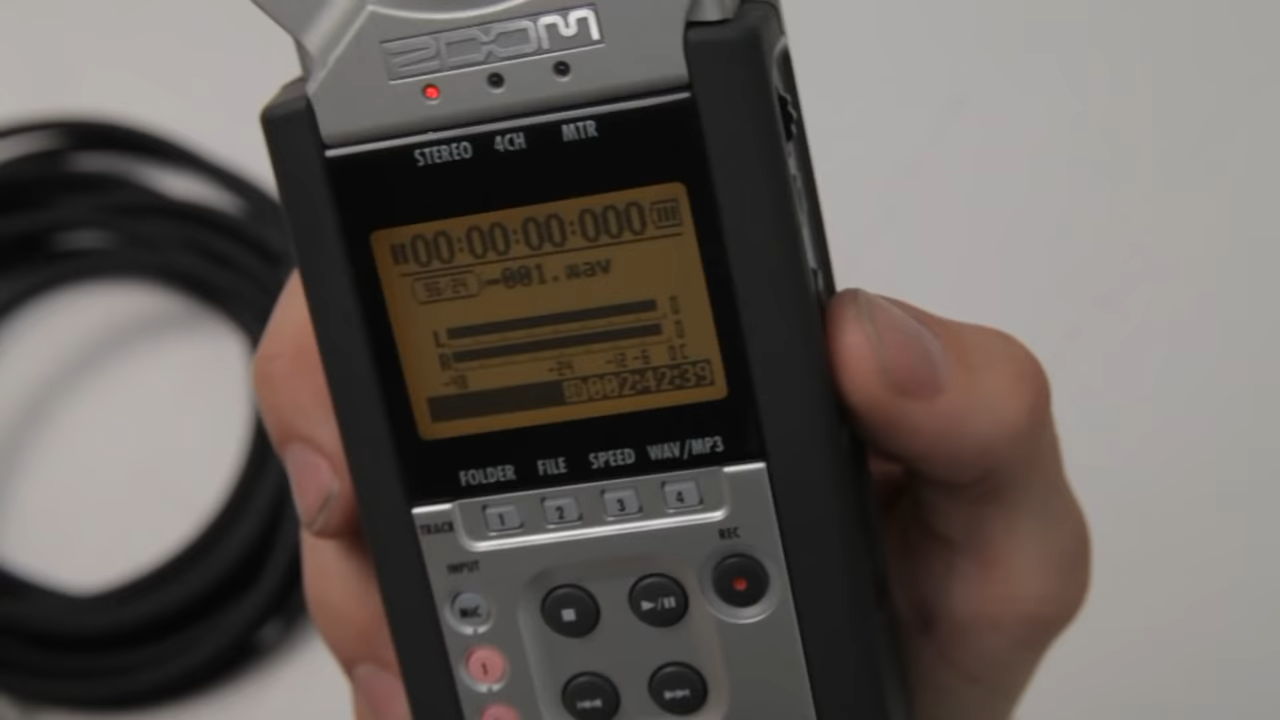 ZOOM
STEREO 4CH MTR
00:00:00:000
96/24 -001.wav
L
R
-48 -24 -12 -6 0
002:42:39
FOLDER FILE SPEED WAV/MP3
TRACK 1 2 3 4
INPUT REC
MIC
1